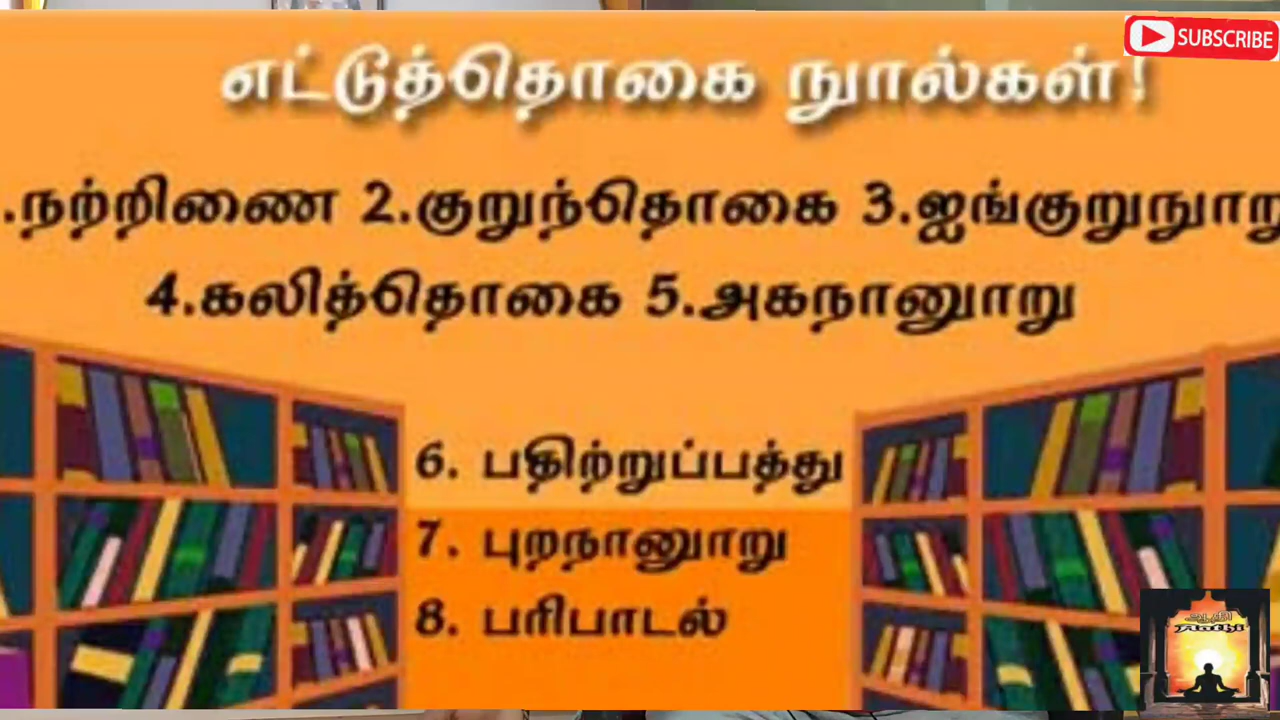 எட்டுத்தொகை நூல்கள்!
SUBSCRIBE
.நற்றிணை 2.குறுந்தொகை 3.ஐங்குறுநூறு
4.கலித்தொகை 5.அகநானூறு
6. பதிற்றுப்பத்து
7. புறநானூறு
8. பரிபாடல்
ஆதி